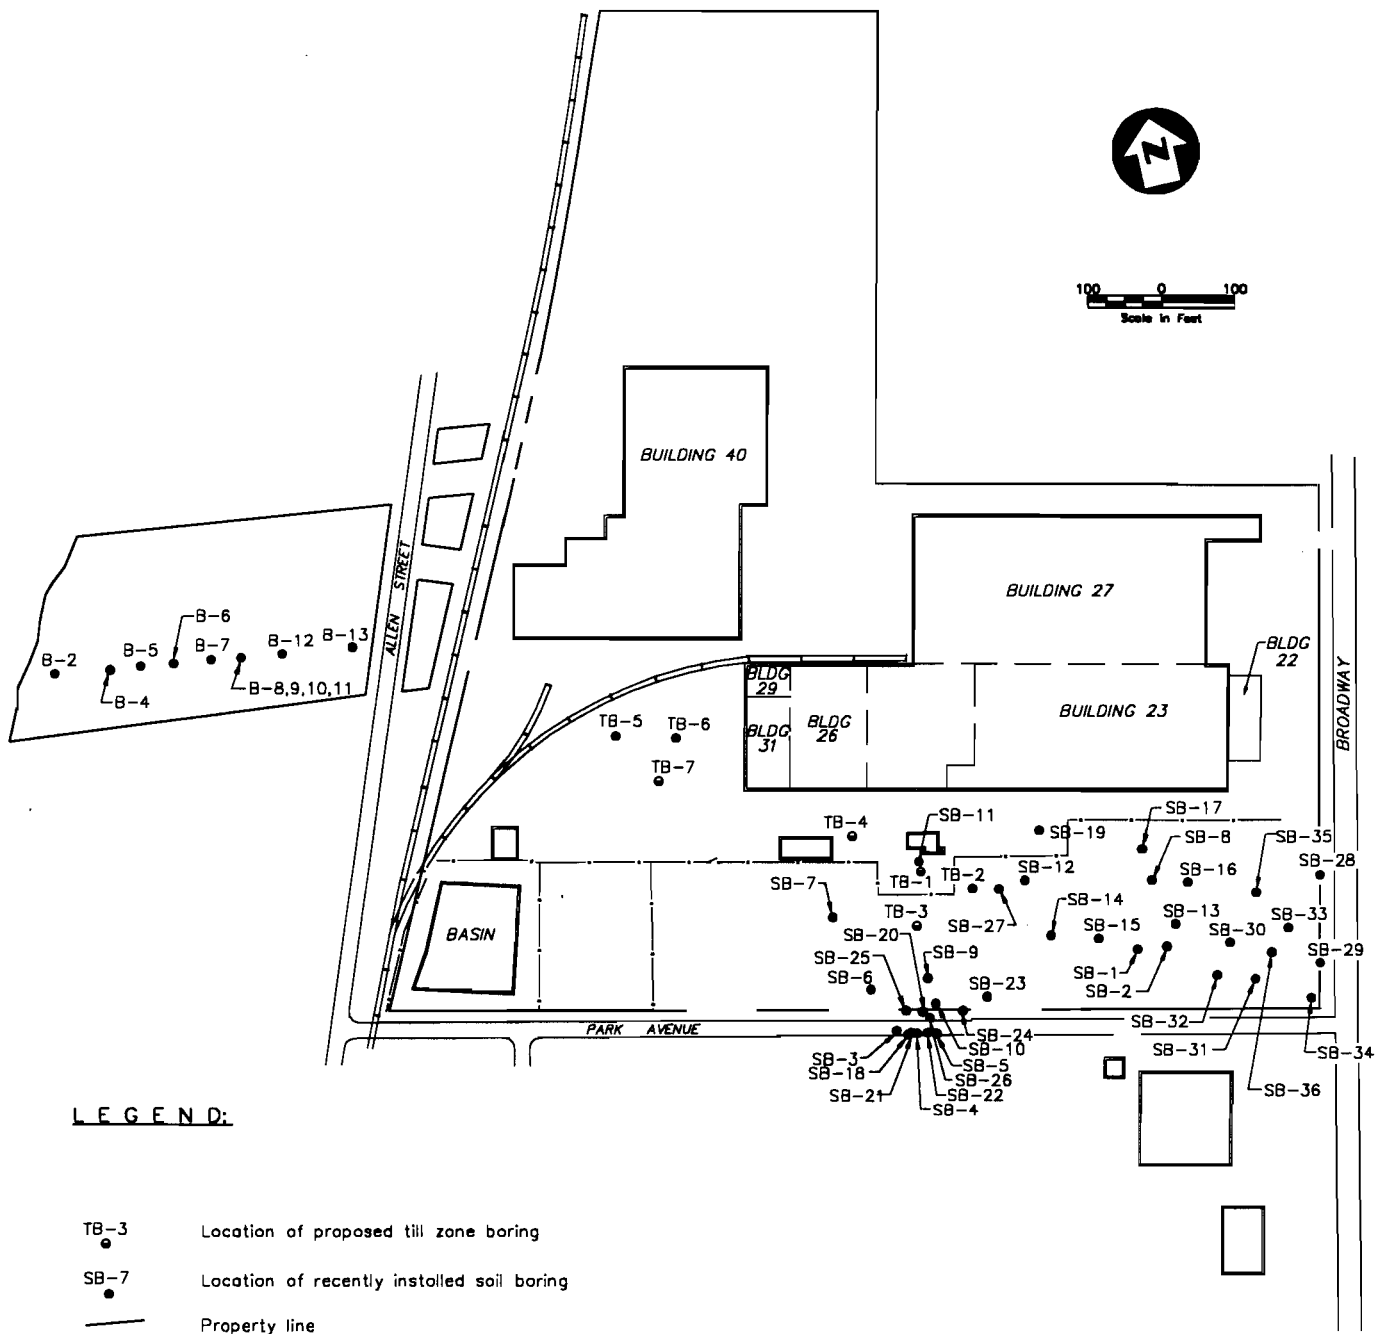 N
100 0 100
Scale in Feet
BUILDING 40
ALLEN STREET
BUILDING 27
BLDG
22
BROADWAY
B-6
B-13
B-12
B-7
B-5
B-2
B-4
B-8,9,10,11
BLDG
29
BLDG
31
BLDG
26
BUILDING 23
TB-5
TB-6
TB-7
TB-4
SB-11
SB-17
SB-19
SB-8
SB-35
SB-28
SB-12
SB-16
TB-1
TB-2
SB-7
SB-14
SB-27
TB-3
SB-13
SB-33
SB-20
SB-15
SB-30
BASIN
SB-9
SB-25
SB-29
SB-6
SB-1
SB-23
SB-2
SB-32
PARK AVENUE
SB-24
SB-10
SB-31
SB-34
SB-3
SB-5
SB-18
SB-26
SB-21
SB-22
SB-36
SB-4
LEGEND:
TB-3 Location of proposed till zone boring
SB-7 Location of recently installed soil boring
Property line